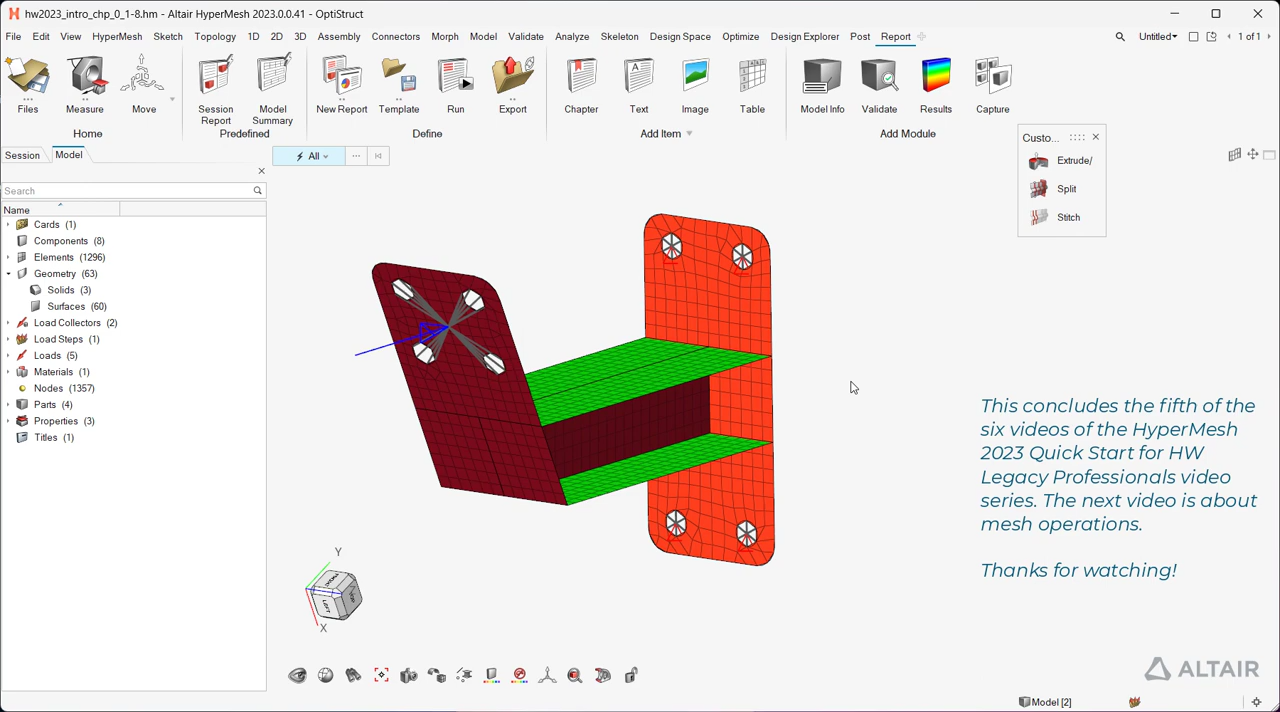 hw2023_intro_chp_0_1-8.hm - Altair HyperMesh 2023.0.0.41 - OptiStruct
File Edit View HyperMesh Sketch Topology 1D 2D 3D Assembly Connectors Morph Model Validate Analyze Skeleton Design Space Optimize Design Explorer Post Report Untitled 1 of 1
Files Measure Move Session Report Model Summary New Report Template Run Export Chapter Text Image Table Model Info Validate Results Capture
Home Predefined Define Add Item Add Module
Custo...
Extrude/
Split
Stitch
Session Model
All
Search
Name
Cards (1)
Components (8)
Elements (1296)
Geometry (63)
Solids (3)
Surfaces (60)
Load Collectors (2)
Load Steps (1)
Loads (5)
Materials (1)
Nodes (1357)
Parts (4)
Properties (3)
Titles (1)
This concludes the fifth of the
six videos of the HyperMesh
2023 Quick Start for HW
Legacy Professionals video
series. The next video is about
mesh operations.
Thanks for watching!
Y
LEFT
X
ALTAIR
Model [2]